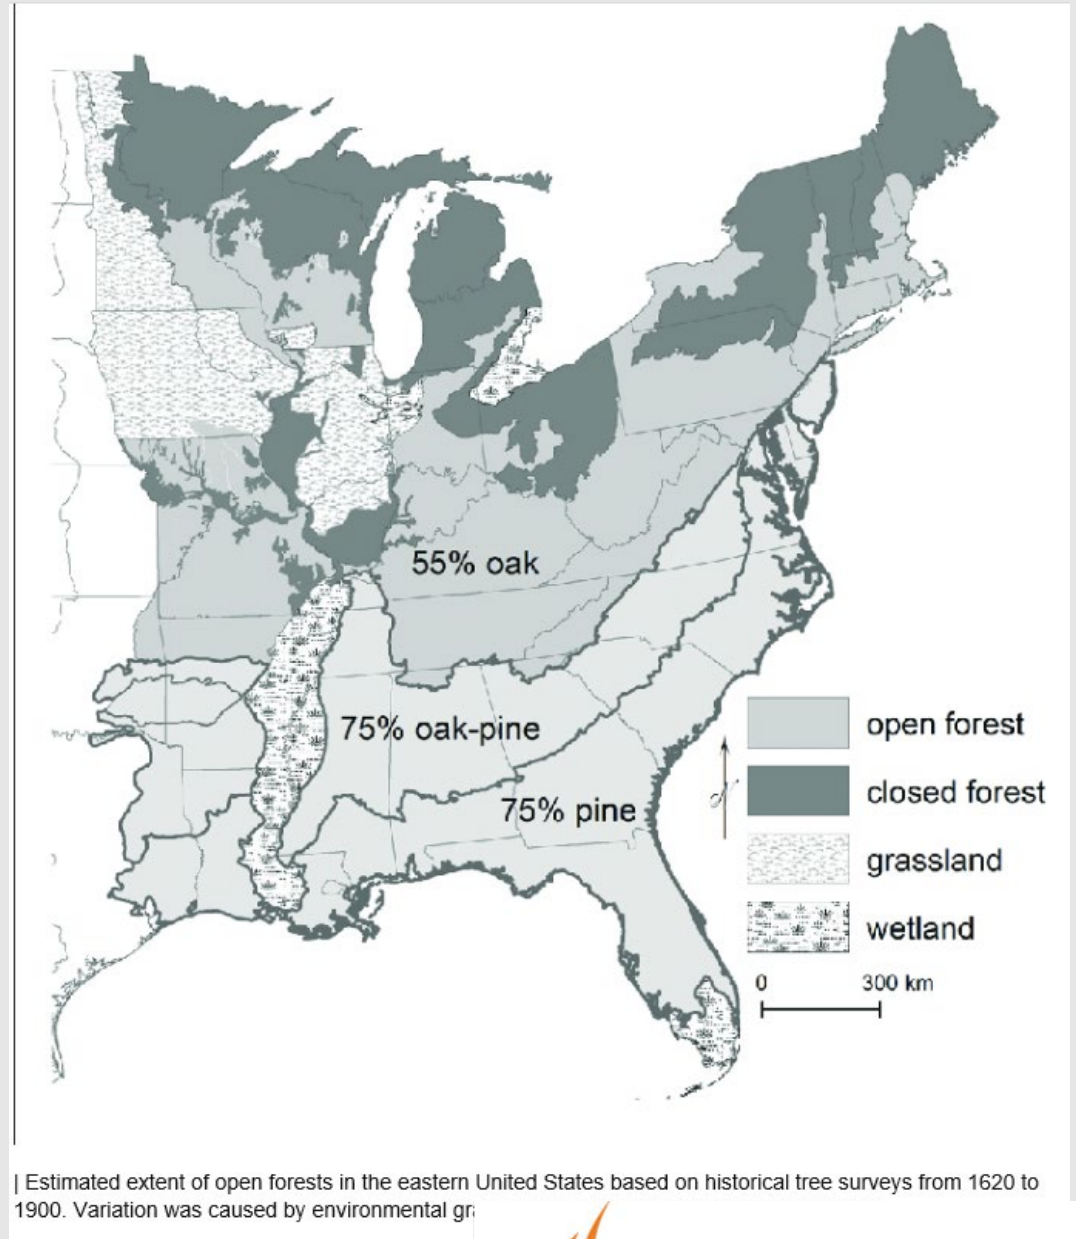 55% oak
75% oak-pine
75% pine
open forest
closed forest
grassland
wetland
0 300 km
| Estimated extent of open forests in the eastern United States based on historical tree surveys from 1620 to
1900. Variation was caused by environmental